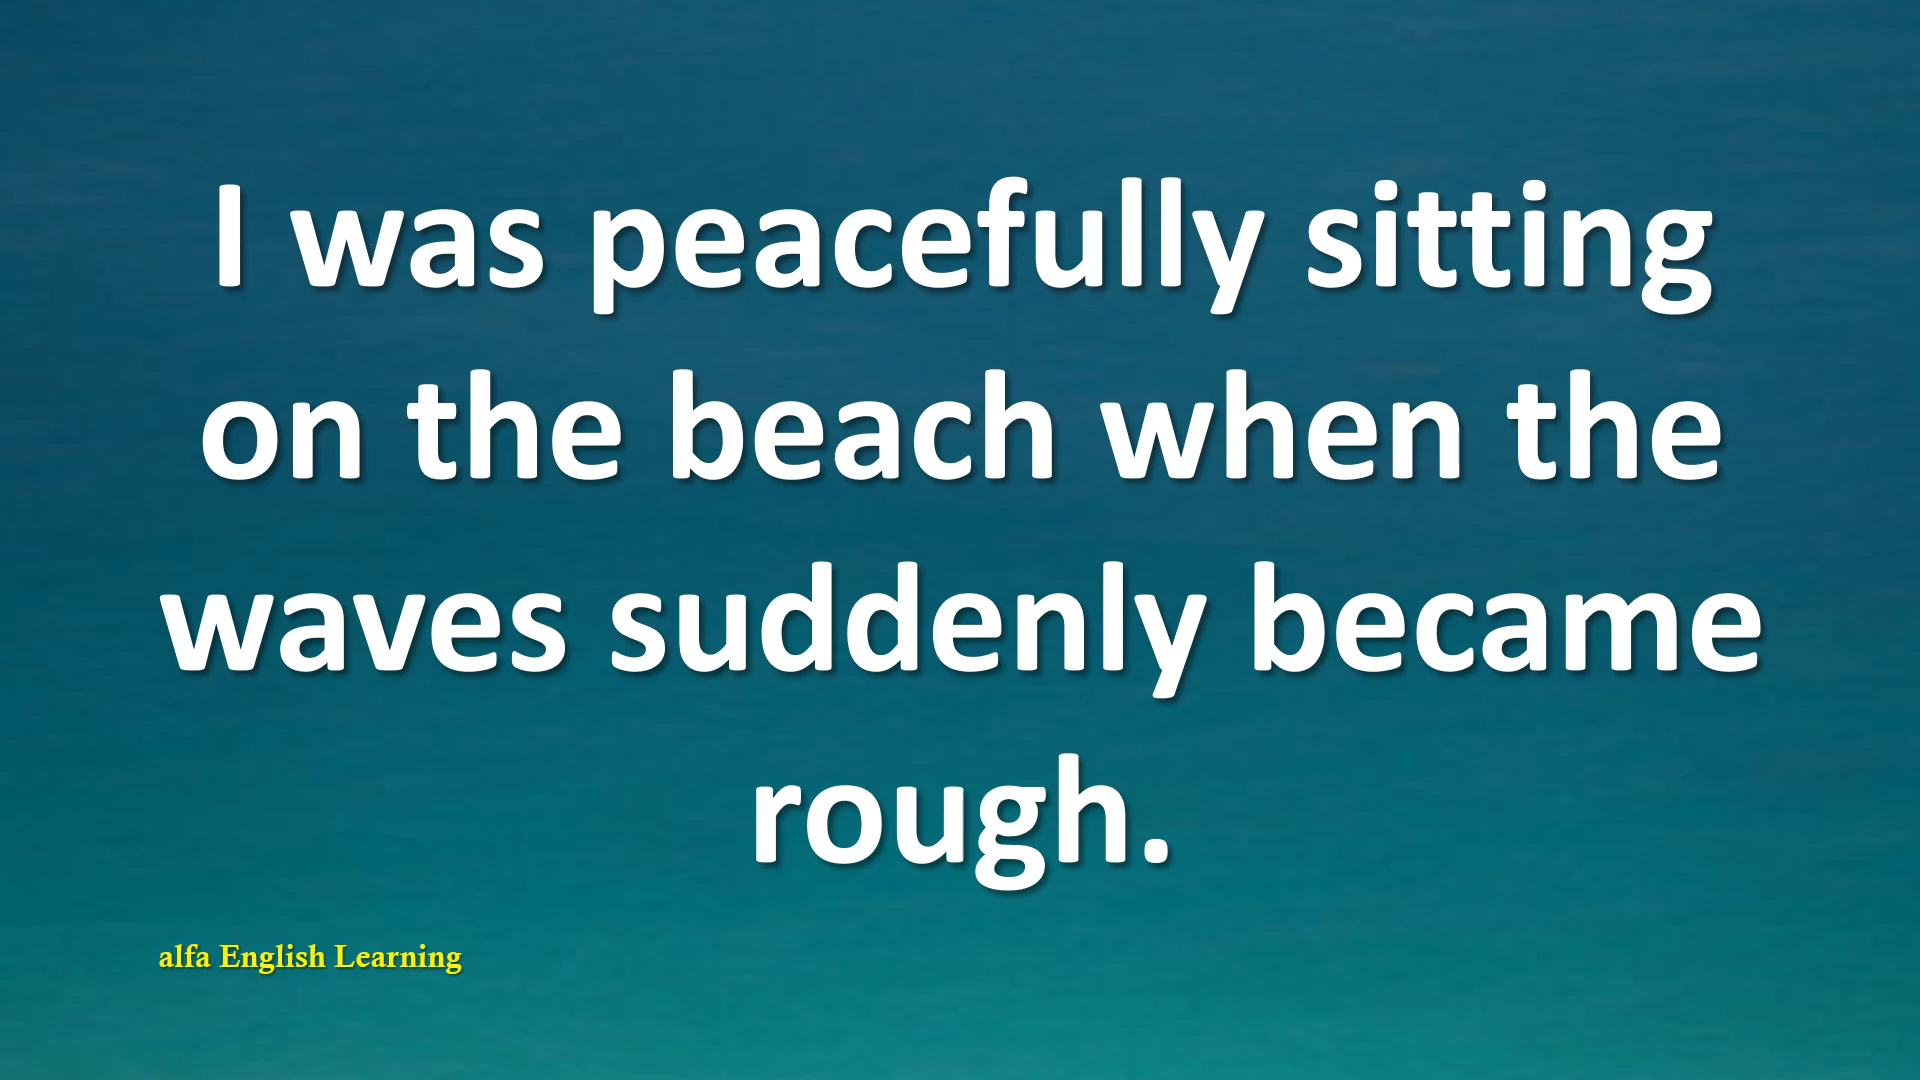 I was peacefully sitting
on the beach when the
waves suddenly became
rough.
alfa English Learning